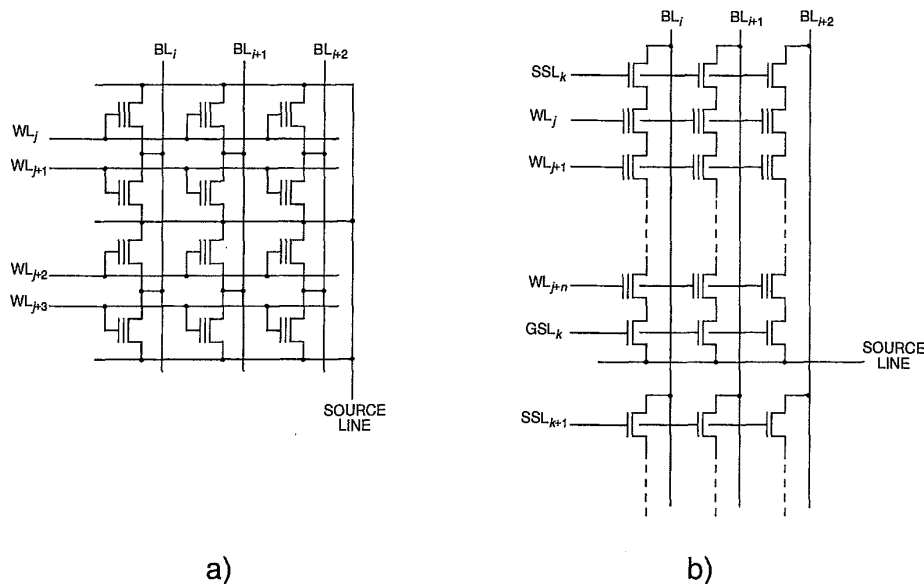 BLi BLi+1 BLi+2
WLj
WLj+1
WLj+2
WLj+3
SOURCE
LINE
a)
BLi BLi+1 BLi+2
SSLk
WLj
WLj+1
WLj+n
GSLk
SOURCE
LINE
SSLk+1
b)